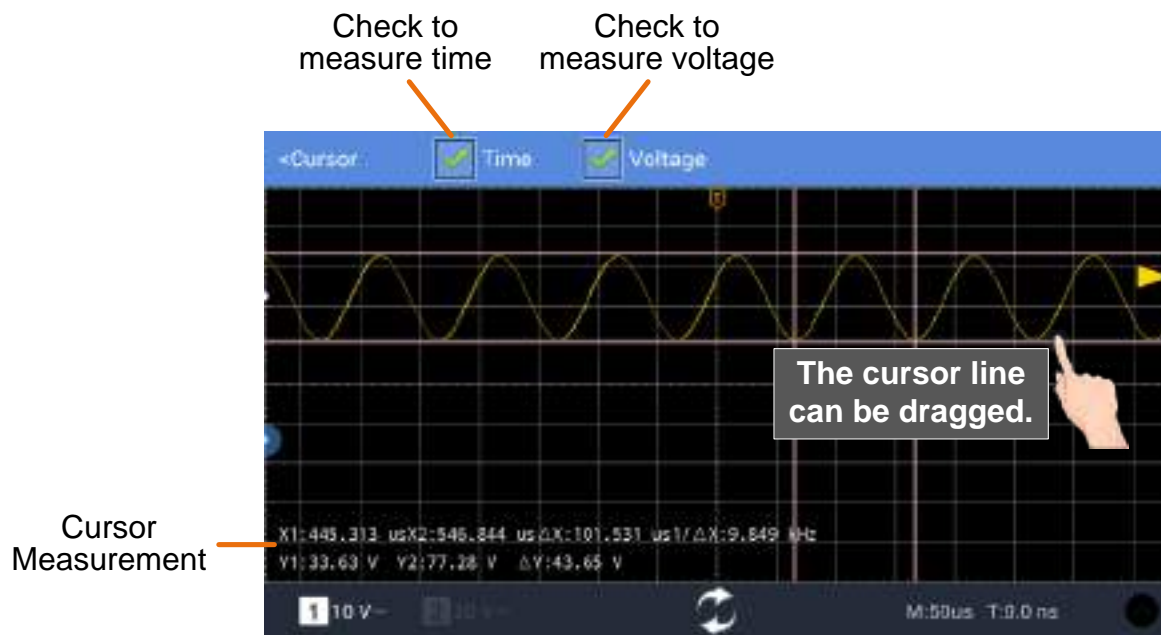 Check to
measure time
Check to
measure voltage
<Cursor
Time
Voltage
The cursor line
can be dragged.
Cursor
Measurement
X1:445.313 usX2:546.844 us△X:101.531 us1/△X:9.849 kHz
Y1:33.63 V Y2:77.28 V △Y:43.65 V
1 10 V
M:50us T:0.0 ns